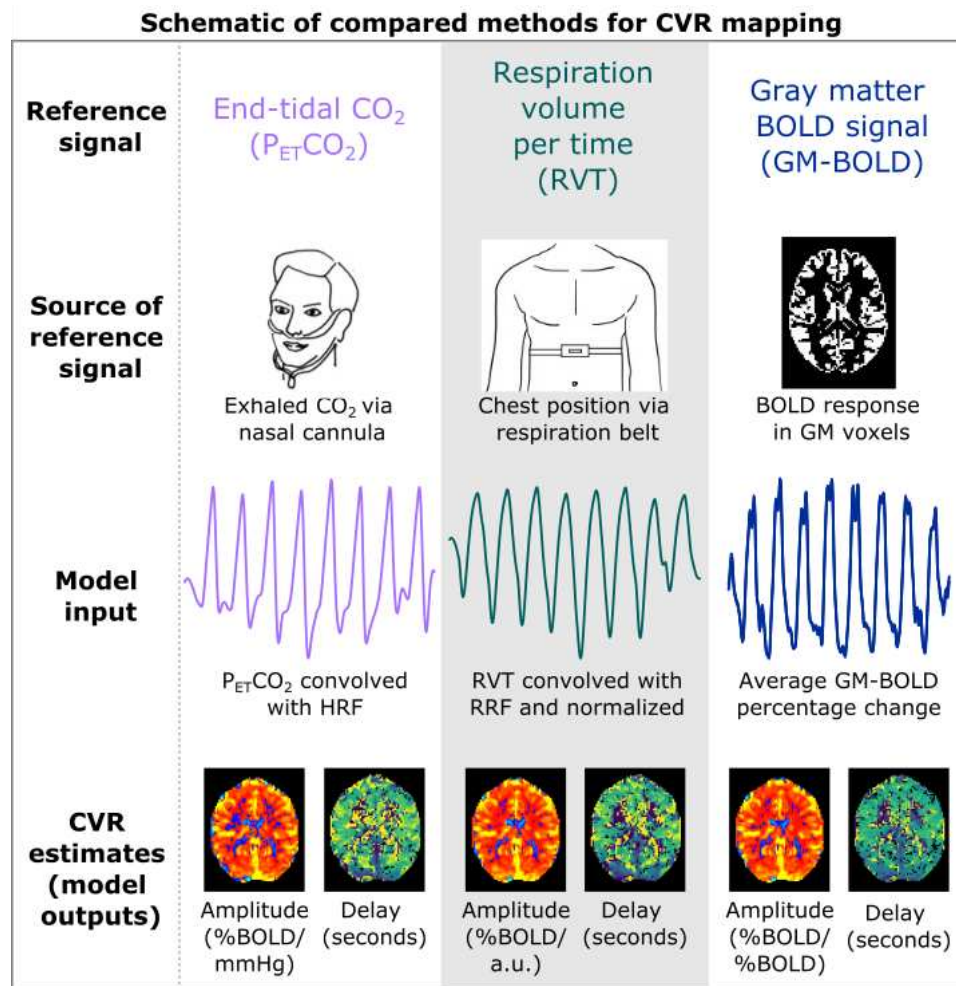 Schematic of compared methods for CVR mapping
Reference
signal
End-tidal CO₂
(P_ETCO₂)
Respiration
volume
per time
(RVT)
Gray matter
BOLD signal
(GM-BOLD)
Source of
reference
signal
Exhaled CO₂ via
nasal cannula
Chest position via
respiration belt
BOLD response
in GM voxels
Model
input
P_ETCO₂ convolved
with HRF
RVT convolved with
RRF and normalized
Average GM-BOLD
percentage change
CVR
estimates
(model
outputs)
Amplitude
(%BOLD/
mmHg)
Delay
(seconds)
Amplitude
(%BOLD/
a.u.)
Delay
(seconds)
Amplitude
(%BOLD/
%BOLD)
Delay
(seconds)